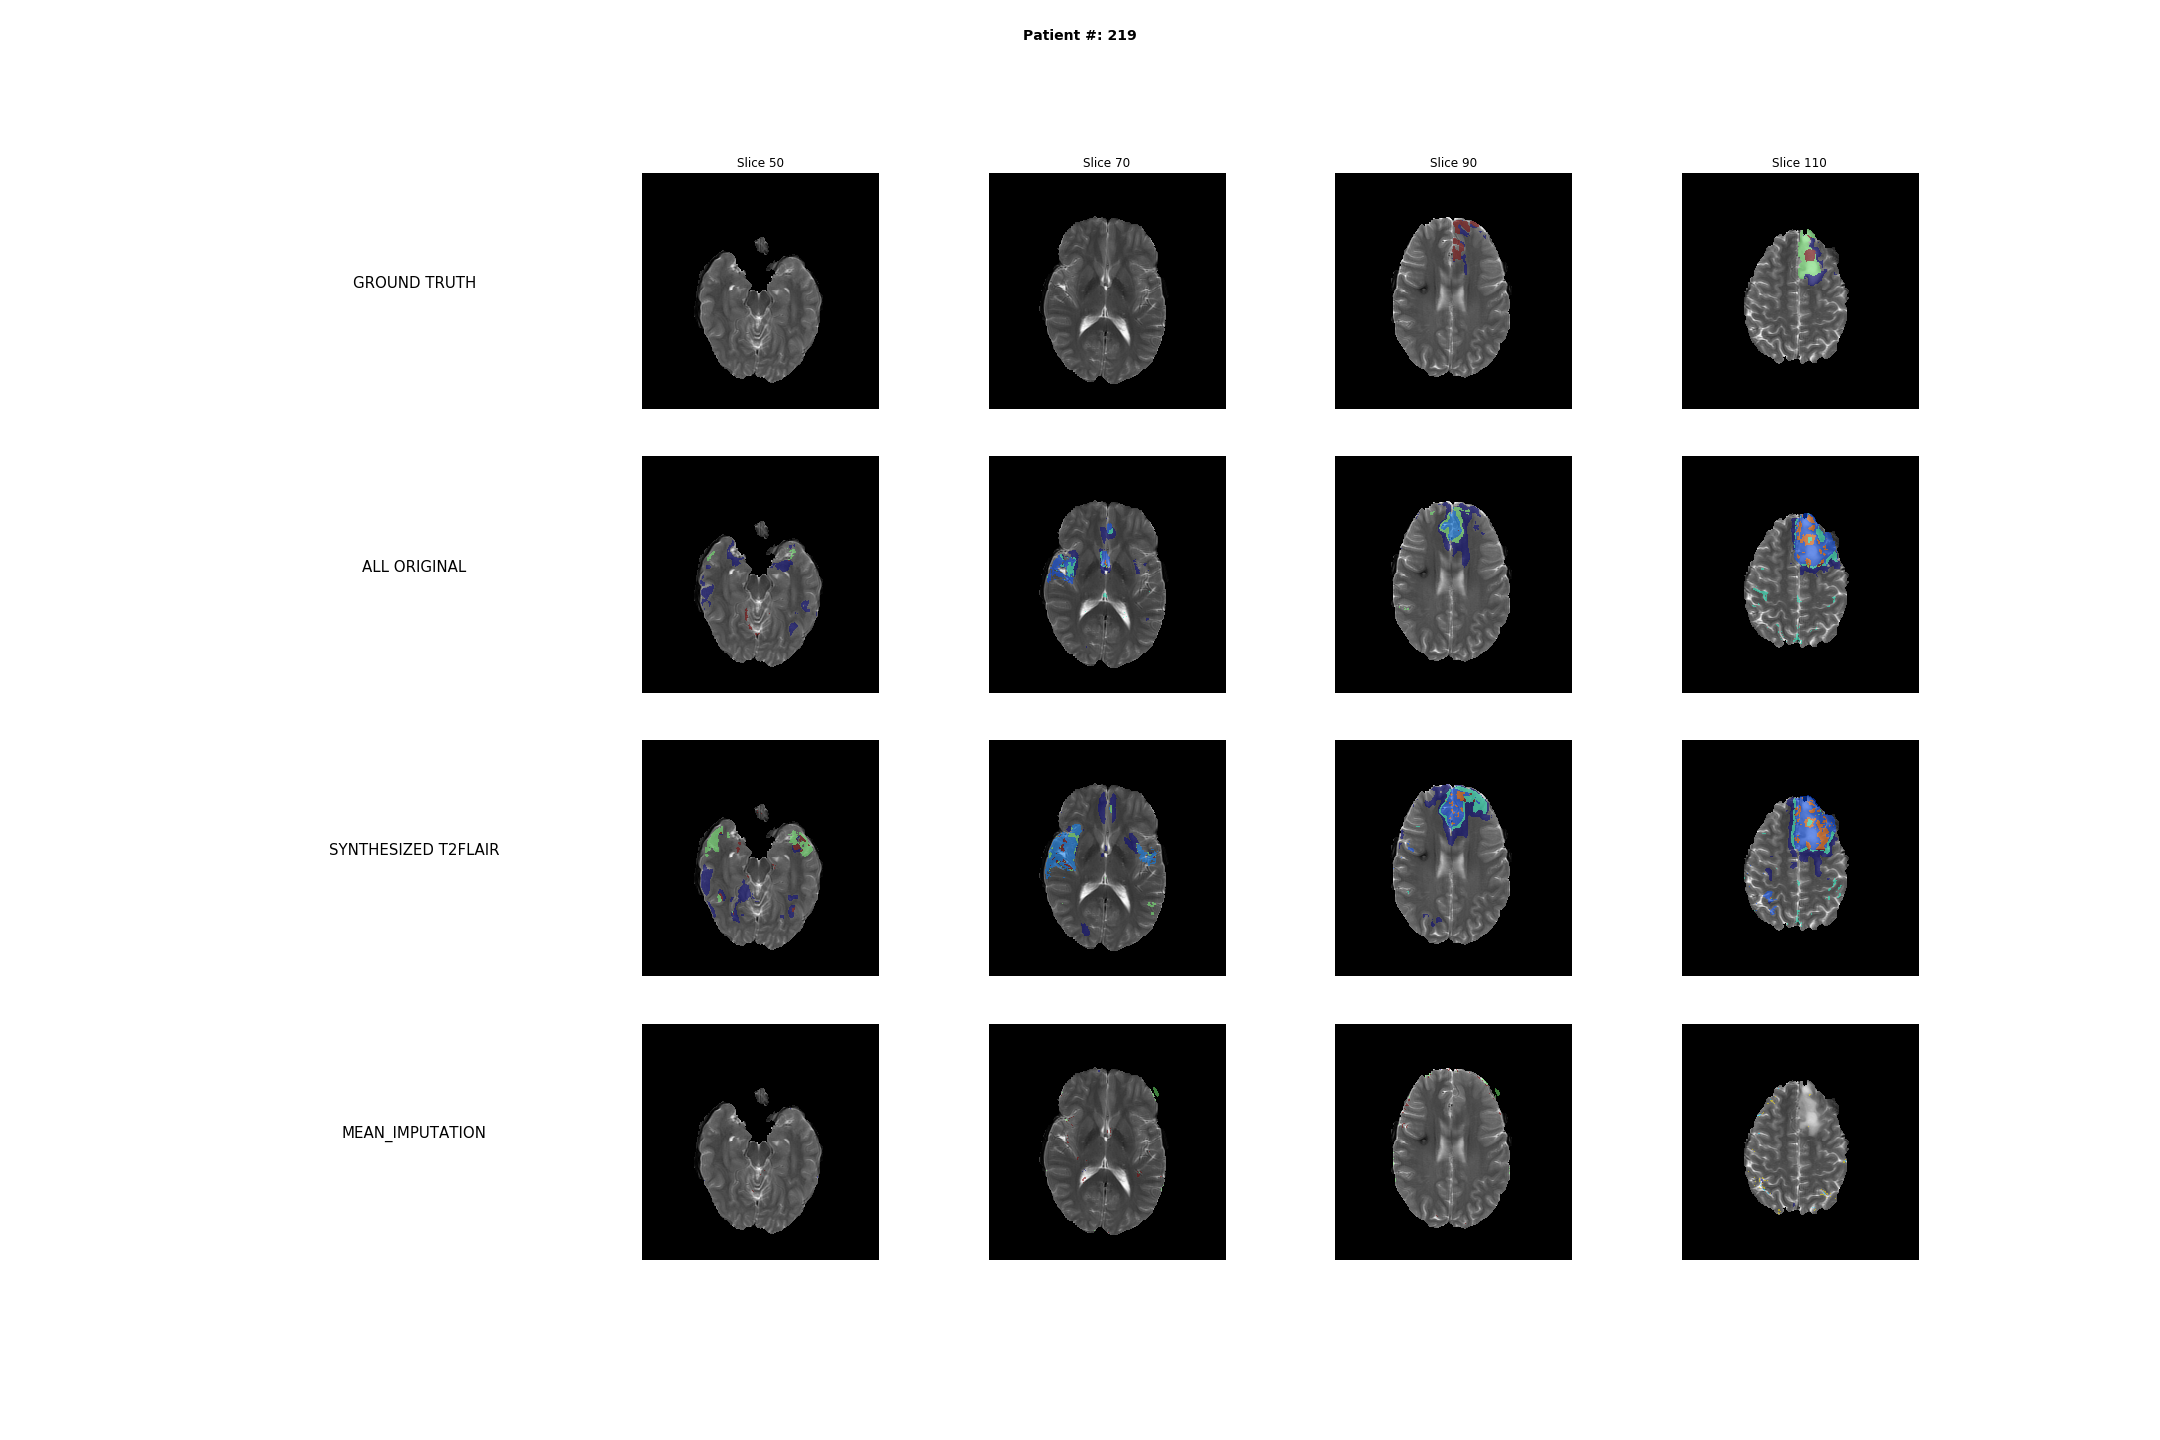 Patient #: 219
Slice 50
Slice 70
Slice 90
Slice 110
GROUND TRUTH
ALL ORIGINAL
SYNTHESIZED T2FLAIR
MEAN_IMPUTATION